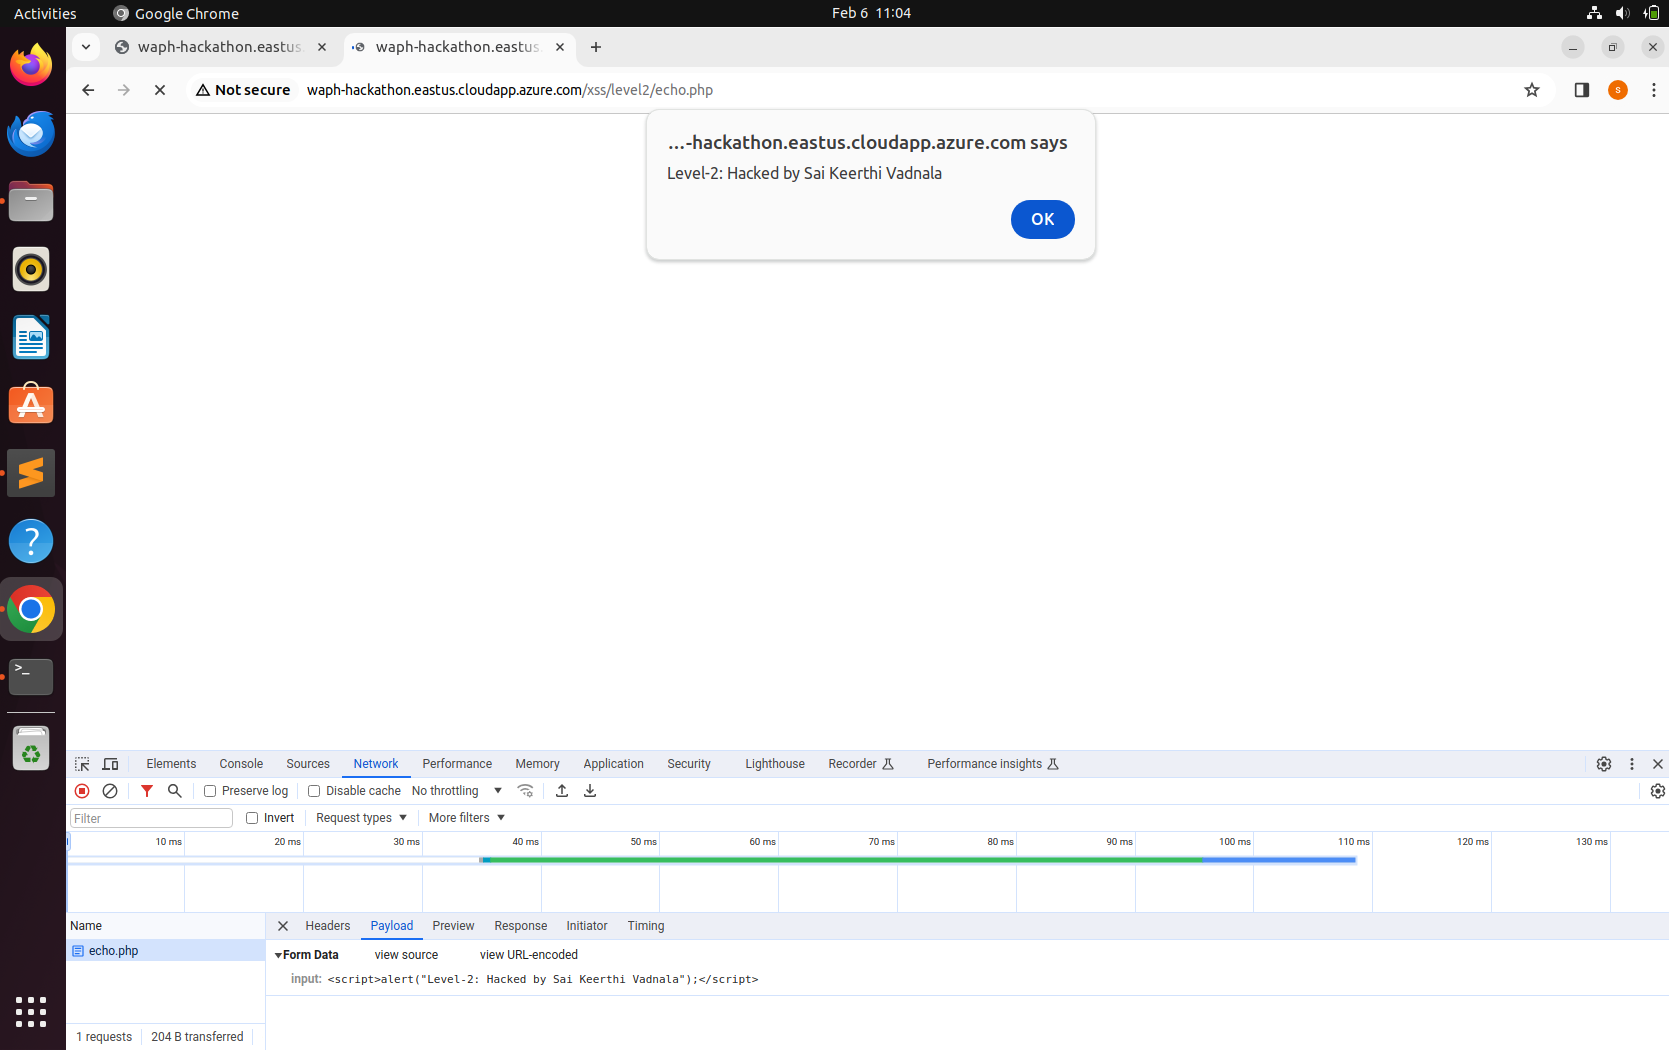 Activities
Google Chrome
Feb 6 11:04
waph-hackathon.eastus
waph-hackathon.eastus.
Not secure
waph-hackathon.eastus.cloudapp.azure.com/xss/level2/echo.php
S
...-hackathon.eastus.cloudapp.azure.com says
Level-2: Hacked by Sai Keerthi Vadnala
OK
Elements Console Sources Network Performance Memory Application Security Lighthouse Recorder Performance insights
Preserve log Disable cache No throttling
Filter Invert Request types More filters
10 ms 20 ms 30 ms 40 ms 50 ms 60 ms 70 ms 80 ms 90 ms 100 ms 110 ms 120 ms 130 ms
Name Headers Payload Preview Response Initiator Timing
echo.php
Form Data view source view URL-encoded
input: <script>alert("Level-2: Hacked by Sai Keerthi Vadnala");</script>
1 requests 204 B transferred